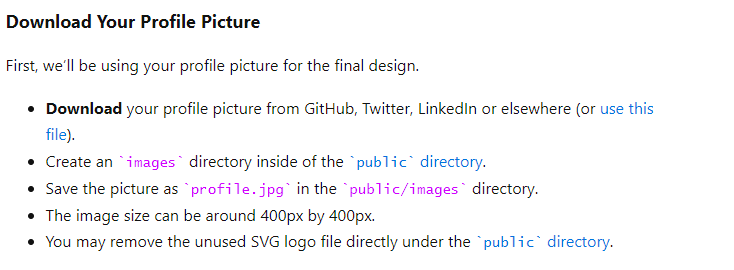 Download Your Profile Picture
First, we'll be using your profile picture for the final design.
• Download your profile picture from GitHub, Twitter, LinkedIn or elsewhere (or use this
file).
• Create an `images` directory inside of the `public` directory.
• Save the picture as `profile.jpg` in the `public/images` directory.
• The image size can be around 400px by 400px.
• You may remove the unused SVG logo file directly under the `public` directory.